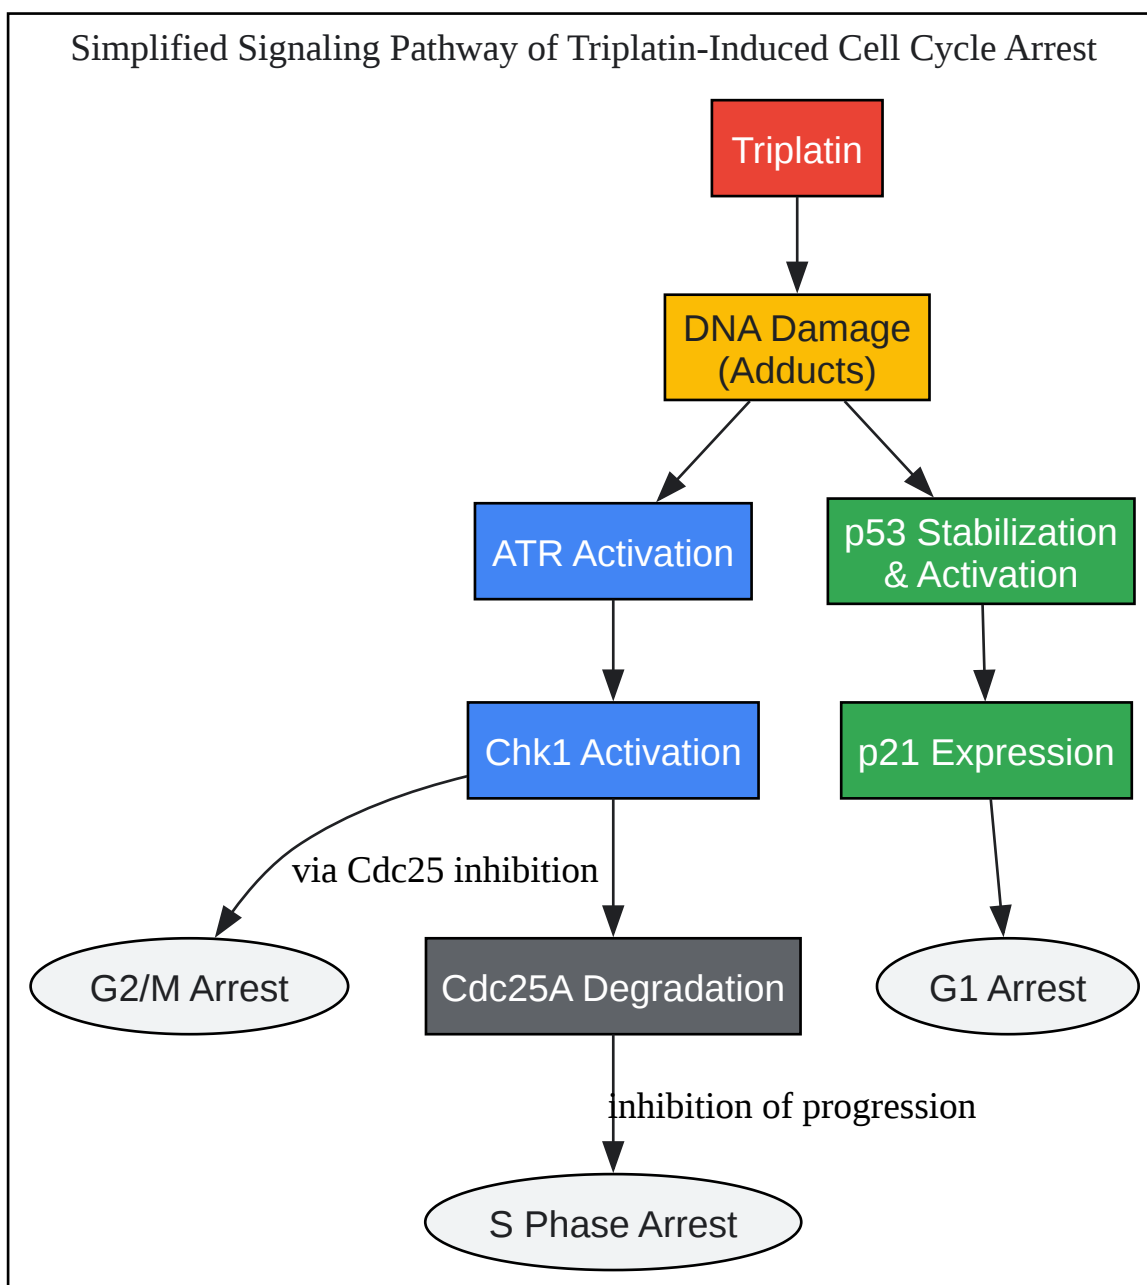 Simplified Signaling Pathway of Triplatin-Induced Cell Cycle Arrest
Triplatin
DNA Damage
(Adducts)
ATR Activation
p53 Stabilization
& Activation
Chk1 Activation
p21 Expression
via Cdc25 inhibition
G2/M Arrest
Cdc25A Degradation
G1 Arrest
inhibition of progression
S Phase Arrest